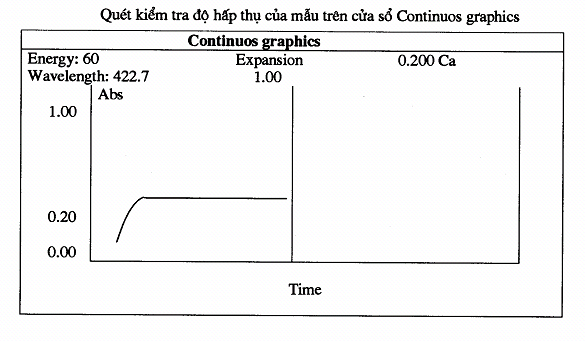 Quét kiểm tra độ hấp thụ của mẫu trên cửa sổ Continuos graphics
Continuos graphics
Energy: 60 Expansion 0.200 Ca
Wavelength: 422.7 1.00
Abs
1.00
0.20
0.00
Time